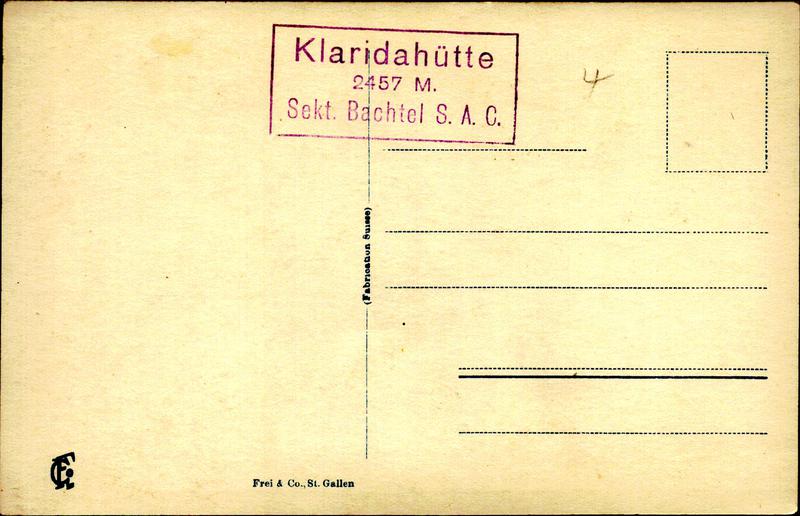 Klaridahütte
2457 M.
Sekt. Bachtel S. A. C.
4
(Fabrication Suisse)
Frei & Co., St. Gallen